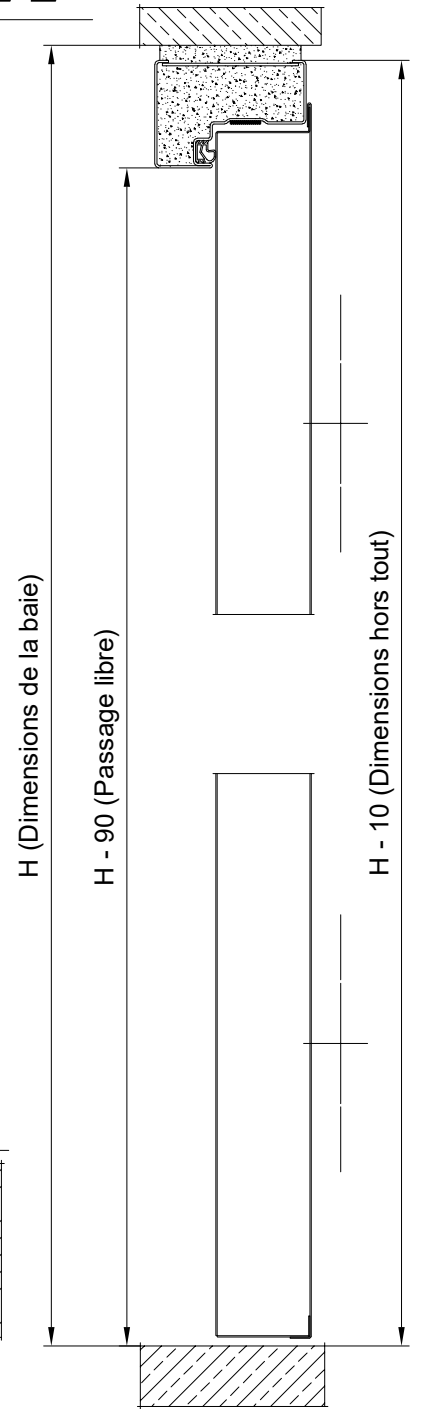 H (Dimensions de la baie)
H - 90 (Passage libre)
H - 10 (Dimensions hors tout)